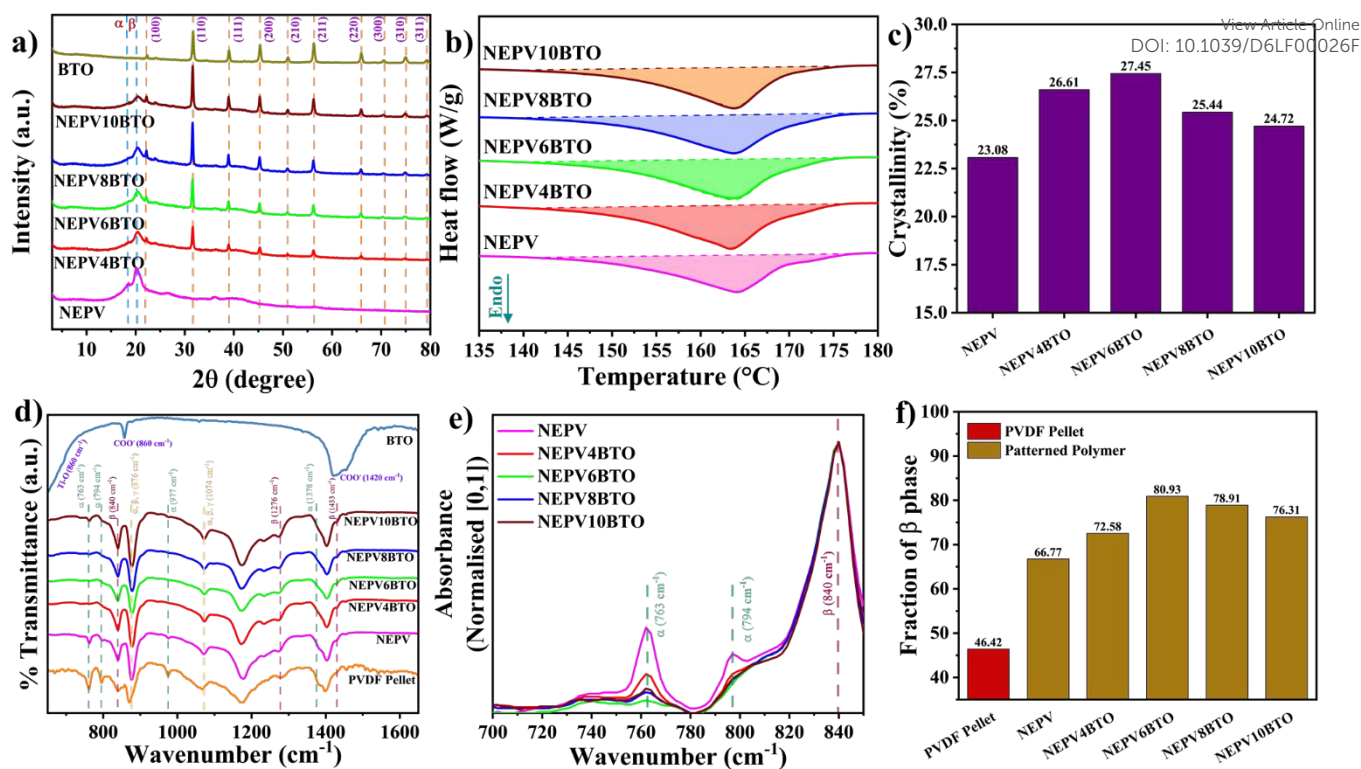 View Article Online
DOI: 10.1039/D6LF00026F
a)
α β
(100)
(110)
(111)
(200)
(210)
(211)
(220)
(300)
(310)
(311)
BTO
NEPV10BTO
NEPV8BTO
NEPV6BTO
NEPV4BTO
NEPV
Intensity (a.u.)
10 20 30 40 50 60 70 80
2θ (degree)
b)
NEPV10BTO
NEPV8BTO
NEPV6BTO
NEPV4BTO
NEPV
Endo
Heat flow (W/g)
135 140 145 150 155 160 165 170 175 180
Temperature (°C)
c)
Crystallinity (%)
30.0
27.5
25.0
22.5
20.0
17.5
15.0
23.08
26.61
27.45
25.44
24.72
NEPV
NEPV4BTO
NEPV6BTO
NEPV8BTO
NEPV10BTO
d)
Ti-O (860 cm-1)
COO- (860 cm-1)
BTO
COO- (1420 cm-1)
α (763 cm-1)
α (794 cm-1)
β (840 cm-1)
α, β, γ (876 cm-1)
α (977 cm-1)
α, β, γ (1074 cm-1)
β (1276 cm-1)
α (1378 cm-1)
β (1433 cm-1)
NEPV10BTO
NEPV8BTO
NEPV6BTO
NEPV4BTO
NEPV
PVDF Pellet
% Transmittance (a.u.)
800 1000 1200 1400 1600
Wavenumber (cm-1)
e)
NEPV
NEPV4BTO
NEPV6BTO
NEPV8BTO
NEPV10BTO
α (763 cm-1)
α (794 cm-1)
β (840 cm-1)
Absorbance
(Normalised [0,1])
700 720 740 760 780 800 820 840
Wavenumber (cm-1)
f)
PVDF Pellet
Patterned Polymer
Fraction of β phase
100
90
80
70
60
50
40
46.42
66.77
72.58
80.93
78.91
76.31
PVDF Pellet
NEPV
NEPV4BTO
NEPV6BTO
NEPV8BTO
NEPV10BTO